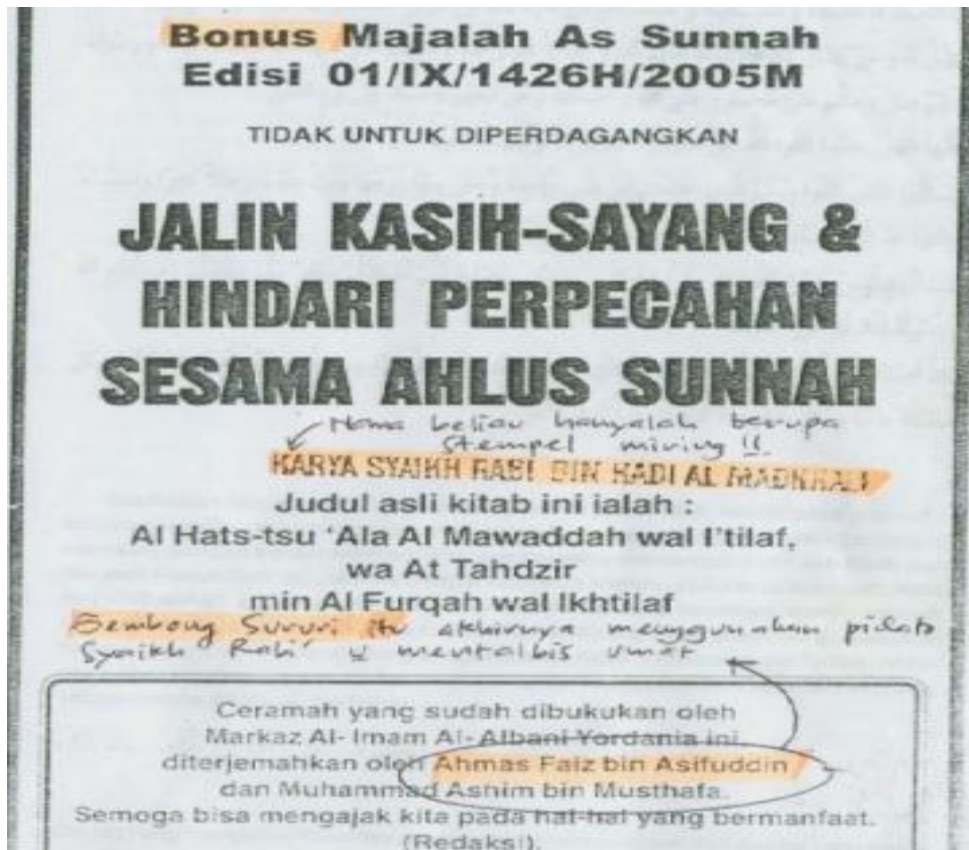 Bonus Majalah As Sunnah
Edisi 01/IX/1426H/2005M
TIDAK UNTUK DIPERDAGANGKAN
JALIN KASIH-SAYANG &
HINDARI PERPECAHAN
SESAMA AHLUS SUNNAH
Nama beliau hanyalah berupa
stempel miring !!
KARYA SYAIKH RABI BIN HADI AL MADKHALI
Judul asli kitab ini ialah :
Al Hats-tsu 'Ala Al Mawaddah wal I'tilaf,
wa At Tahdzir
min Al Furqah wal Ikhtilaf
Gembong Sururi itu akhirnya menggunakan pidato
Syaikh Rabi' u mentalbis umat
Ceramah yang sudah dibukukan oleh
Markaz Al- Imam Al- Albani Yordania ini,
diterjemahkan oleh Ahmas Faiz bin Asifuddin
dan Muhammad Ashim bin Musthafa.
Semoga bisa mengajak kita pada hal-hal yang bermanfaat.
(Redaksi).